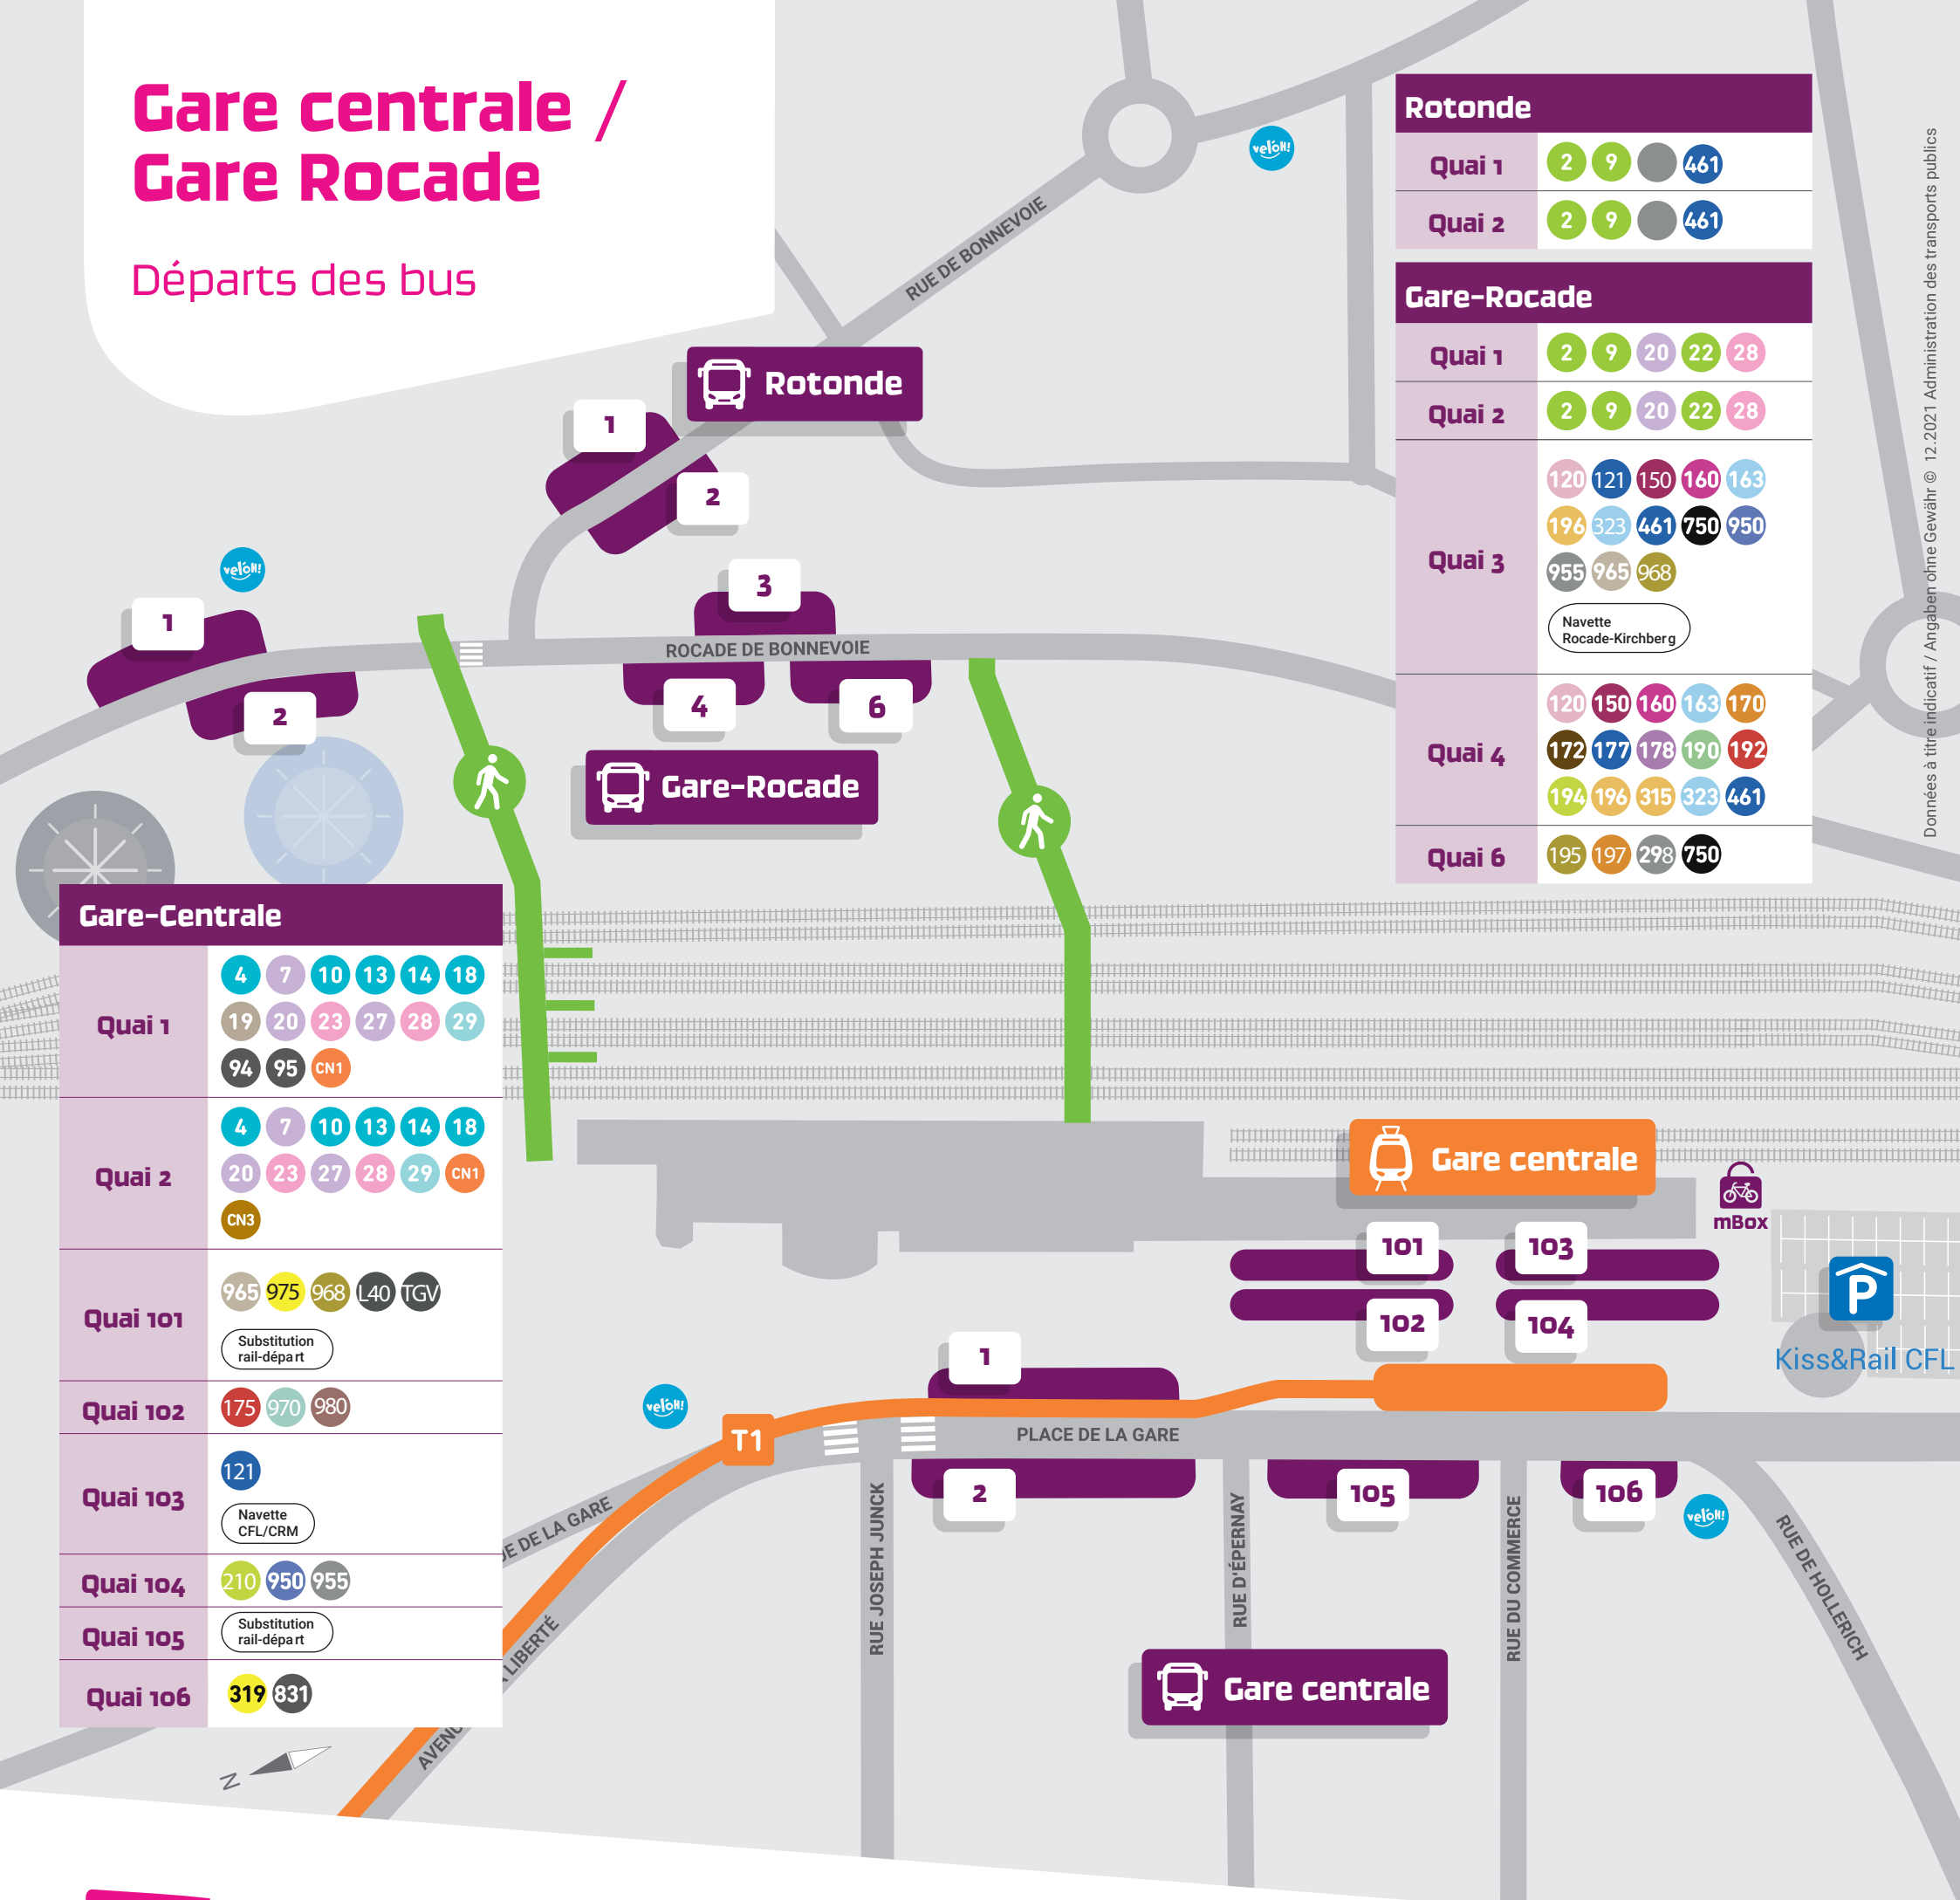 Gare centrale /
Gare Rocade
Départs des bus
Rotonde
Quai 1
2 9 461
Quai 2
2 9 461
Gare-Rocade
Quai 1
2 9 20 22 28
Quai 2
2 9 20 22 28
Quai 3
120 121 150 160 163
196 323 461 750 950
955 965 968
Navette
Rocade-Kirchberg
Quai 4
120 150 160 163 170
172 177 178 190 192
194 196 315 323 461
Quai 6
195 197 298 750
Données à titre indicatif / Angaben ohne Gewähr © 12.2021 Administration des transports publics
velóH!
RUE DE BONNEVOIE
Rotonde
1
2
velóH!
1
2
3
ROCADE DE BONNEVOIE
4
6
Gare-Rocade
Gare-Centrale
Quai 1
4 7 10 13 14 18
19 20 23 27 28 29
94 95 CN1
Quai 2
4 7 10 13 14 18
20 23 27 28 29 CN1
CN3
Quai 101
965 975 968 L40 TGV
Substitution
rail-départ
Quai 102
175 970 980
Quai 103
121
Navette
CFL/CRM
Quai 104
210 950 955
Quai 105
Substitution
rail-départ
Quai 106
319 831
Gare centrale
mBox
101
103
102
104
P
Kiss&Rail CFL
1
velóH!
T1
PLACE DE LA GARE
2
105
106
velóH!
DE LA GARE
LIBERTÉ
AVENU
RUE JOSEPH JUNCK
RUE D'ÉPERNAY
RUE DU COMMERCE
RUE DE HOLLERICH
Gare centrale
N